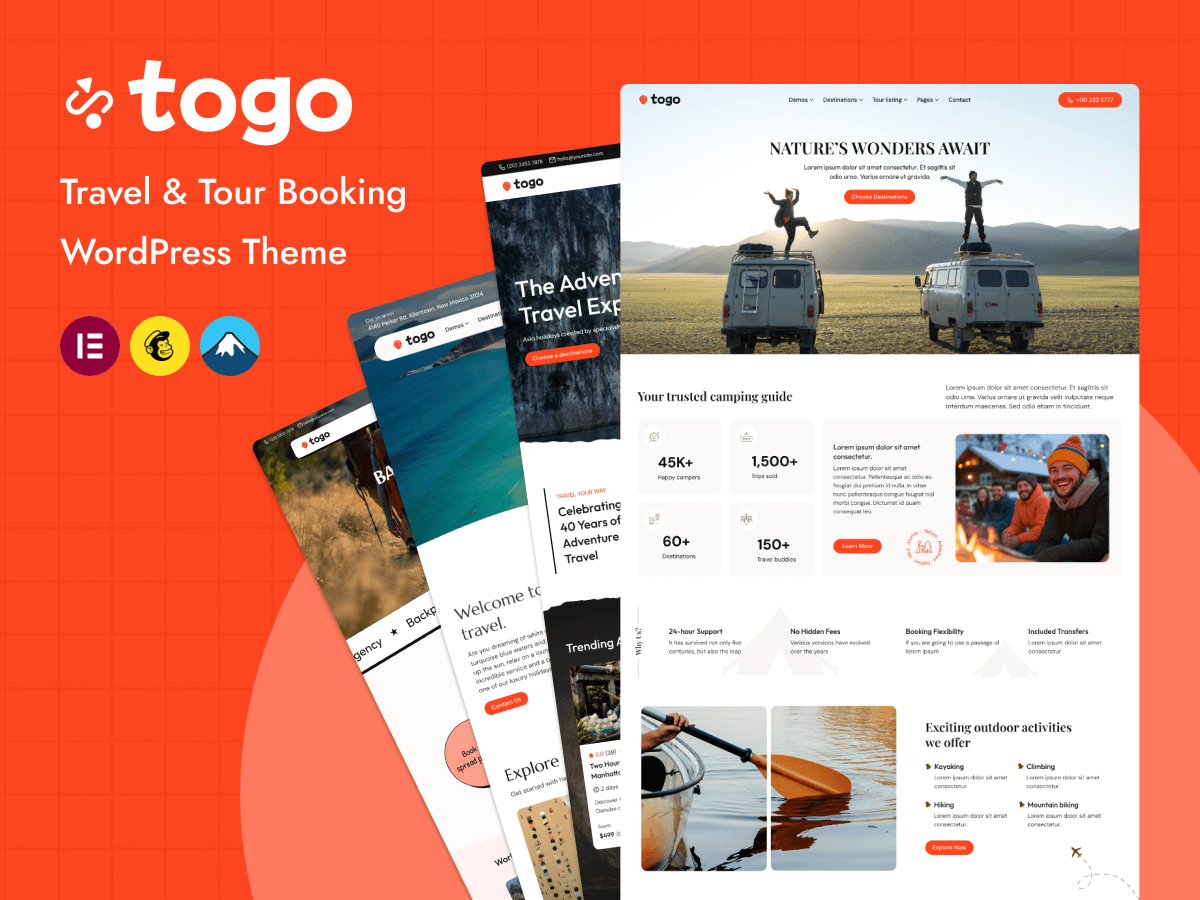 togo
Travel & Tour Booking
WordPress Theme
togo
Demos
Destinations
Tour listing
Pages
Contact
+00 232 6777
NATURE'S WONDERS AWAIT
Lorem ipsum dolor sit amet consectetur. Et sagittis sit
odio urna. Varius ornare ut gravida
Choose Destinations
Your trusted camping guide
Lorem ipsum dolor sit amet consectetur. Et sagittis sit
odio urna. Varius ornare ut gravida velit vulputate neque
interdum maecenas. Sed odio etiam in tincidunt.
45K+
Happy campers
1,500+
Trips sold
60+
Destinations
150+
Travel buddies
Lorem ipsum dolor sit amet
consectetur.
Lorem ipsum dolor sit amet
consectetur. Pellentesque ac odio eu
feugiat dui pretium id nulla. In vitae
nunc pellentesque congue feugiat nisl
morbi congue. Dictumst id quam
consequat leo.
Learn More
Why Us?
24-hour Support
It has survived not only five
centuries, but also the leap
No Hidden Fees
Various versions have evolved
over the years
Booking Flexibility
If you are going to use a passage of
lorem ipsum
Included Transfers
Lorem ipsum dolor sit amet
consectetur
Exciting outdoor activities
we offer
Kayaking
Lorem ipsum dolor sit amet
consectetur.
Climbing
Lorem ipsum dolor sit amet
consectetur.
Hiking
Lorem ipsum dolor sit amet
consectetur.
Mountain biking
Lorem ipsum dolor sit amet
consectetur.
Explore Now
(00) 2353 7878
hello@yoursite.com
togo
The Adven
Travel Exp
Asia holidays created by specialist
Choose a destinations
TRAVEL YOUR WAY
Celebrating
40 Years of
Adventure
Travel
Trending A
5.0 (39)
Two Hour
Manhatta
2 days
Discover
Danube
from
$499
Our location
4140 Parker Rd, Allentown, New Mexico 31134
togo
Demos
Destinat
Welcome to
travel.
Are you dreaming of white
turquoise blue waters and
up the sun, relax on a loun
incredible service and a b
one of our luxury holidays
Contact Us
Explore
Get started with ha
togo
BA
gency ★ Backp
Book
spread p
Wor